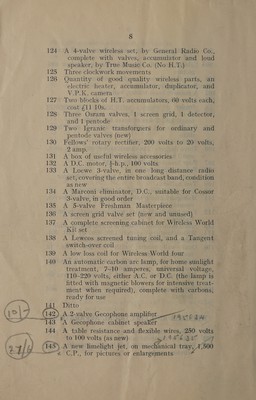 8
124 A 4-valve wireless set, by General Radio Co., complete with valves, accumulator and loud speaker, by True Music Co. (No H.T.)
125 Three clockwork movements
126 Quantity of good quality wireless parts, an electric heater, accumulator, duplicator, and V.P.K. camera
127 Two blocks of H.T. accumulators, 60 volts each, cost £11 10s.
128 Three Osram valves, 1 screen grid, 1 detector, and 1 pentode
129 Two Igranic transformers for ordinary and pentode valves (new)
130 Fellows' rotary rectifier, 200 volts to 20 volts, 2 amp.
131 A box of useful wireless accessories
132 A D.C. motor, h.p., 100 volts
133 A Loewe 3-valve, in one long distance radio set, covering the entire broadcast band, condition as new
134 A Marconi eliminator, D.C., suitable for Cossor 3-valve, in good order
135 A 5-valve Freshman Masterpiece
136 A screen grid valve set (new and unused)
137 A complete screening cabinet for Wireless World Kit set
138 A Lewcos screened tuning coil, and a Tangent switch-over coil
139 A low loss coil for Wireless World four
140 An automatic carbon arc lamp, for home sunlight treatment, 7-10 amperes, universal voltage, 110-220 volts, either A.C. or D.C. (the lamp is fitted with magnetic blowers for intensive treatment when required), complete with carbons, ready for use
141 Ditto
10/- 142 A 2-valve Gecophone amplifier
143 A Gecophone cabinet speaker
144 A table resistance and flexible wires, 250 volts to 100 volts (as new)
145 A new limelight jet, on mechanical tray, 1,500 C.P., for pictures or enlargements